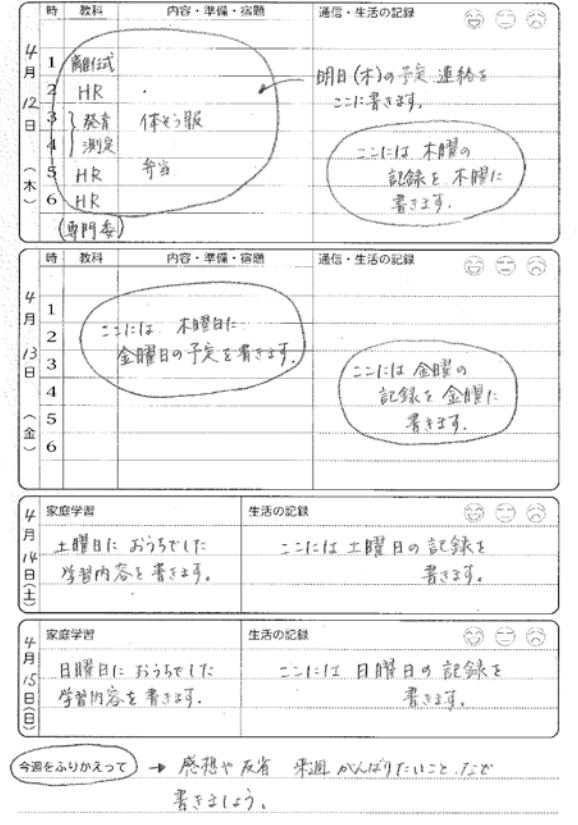 時 教科 内容・準備・宿題 通信・生活の記録
4月12日(木)
1 離任式
2 HR
3 発育
4 測定
体そう服
5 HR 弁当
6 HR
(専門委)
明日(木)の予定 連絡を
ここに書きます。
ここには 木曜の
記録を 木曜に
書きます。
時 教科 内容・準備・宿題 通信・生活の記録
4月13日(金)
1
2
3
4
5
6
ここには 木曜日に
金曜日の予定を書きます。
ここには 金曜の
記録を 金曜に
書きます。
4月14日(土)
家庭学習 生活の記録
土曜日に おうちでした
学習内容を書きます。
ここには 土曜日の記録を
書きます。
4月15日(日)
家庭学習 生活の記録
日曜日に おうちでした
学習内容を書きます。
ここには 日曜日の記録を
書きます。
今週をふりかえって → 感想や 反省 来週 がんばりたいこと など
書きましょう。